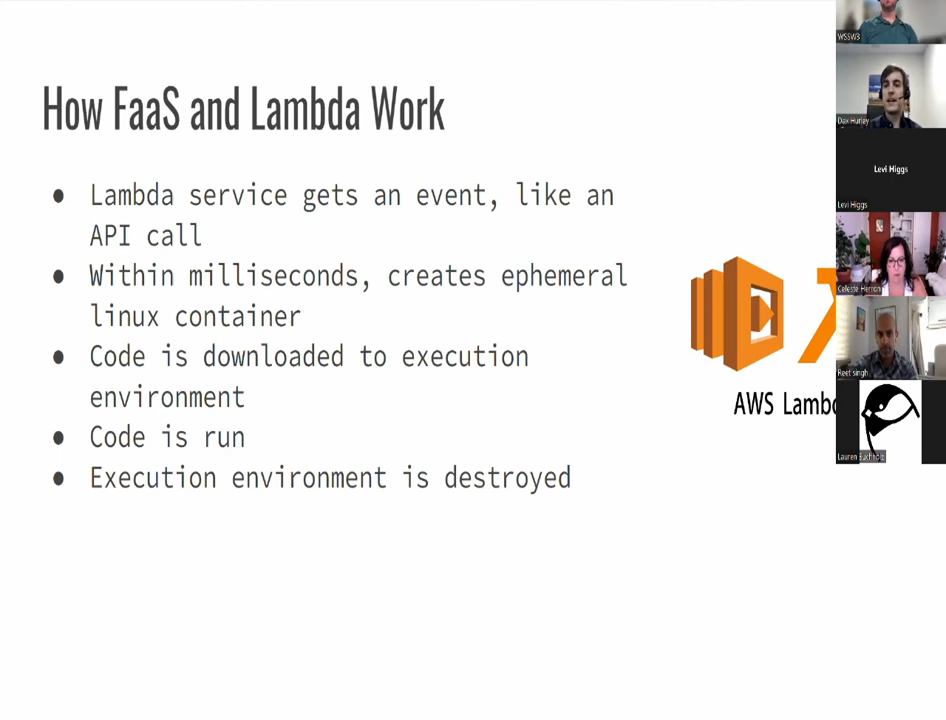 How FaaS and Lambda Work
● Lambda service gets an event, like an
API call
● Within milliseconds, creates ephemeral
linux container
● Code is downloaded to execution
environment
● Code is run
● Execution environment is destroyed
AWS Lambd
WSSW3
Dax Hurley
Levi Higgs
Levi Higgs
Celeste Herron
Reet singh
Lauren Buchholz